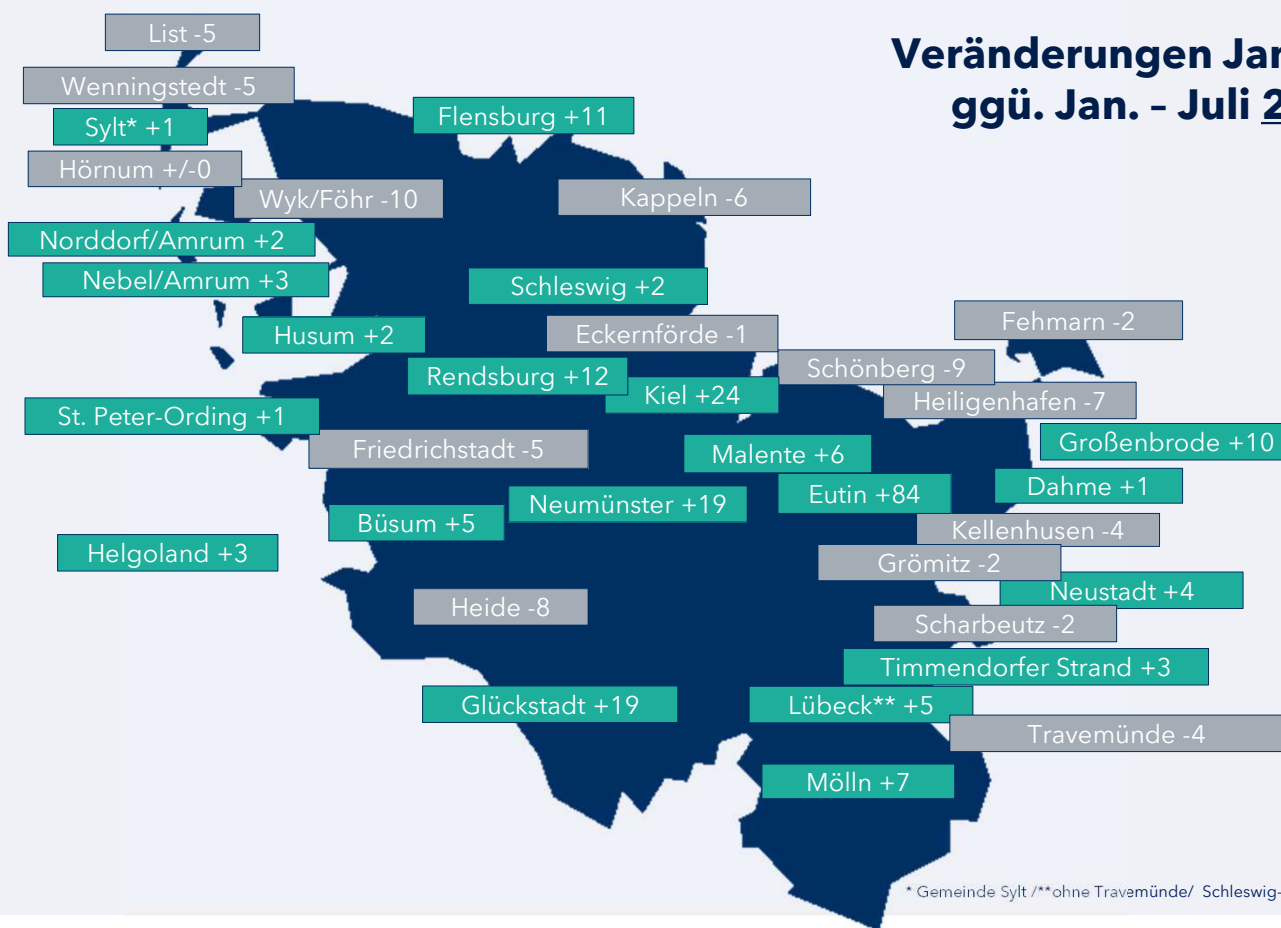 Veränderungen Jan
ggü. Jan. – Juli 2
List -5
Wenningstedt -5
Sylt* +1
Flensburg +11
Hörnum +/-0
Wyk/Föhr -10
Kappeln -6
Norddorf/Amrum +2
Nebel/Amrum +3
Schleswig +2
Husum +2
Eckernförde -1
Fehmarn -2
Rendsburg +12
Kiel +24
Schönberg -9
Heiligenhafen -7
St. Peter-Ording +1
Friedrichstadt -5
Malente +6
Großenbrode +10
Neumünster +19
Eutin +84
Dahme +1
Büsum +5
Kellenhusen -4
Helgoland +3
Grömitz -2
Neustadt +4
Heide -8
Scharbeutz -2
Timmendorfer Strand +3
Glückstadt +19
Lübeck** +5
Travemünde -4
Mölln +7
* Gemeinde Sylt /**ohne Travemünde/ Schleswig-